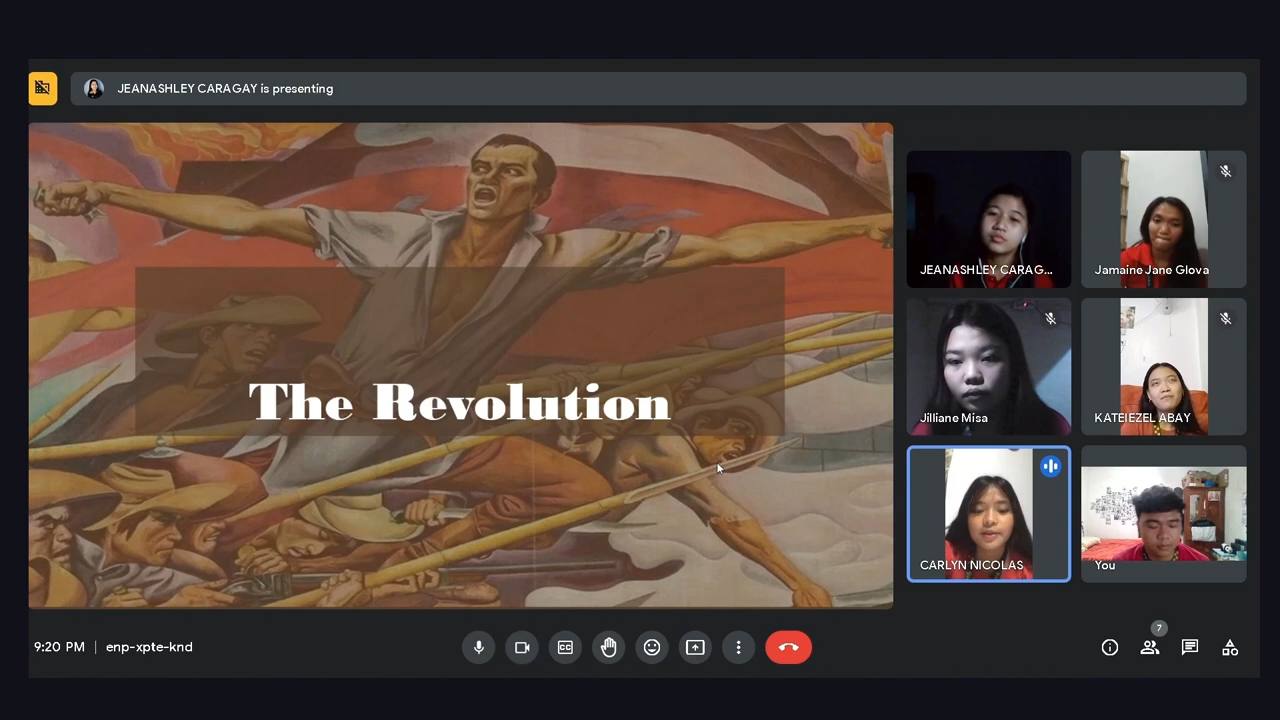 JEANASHLEY CARAGAY is presenting
The Revolution
JEANASHLEY CARAG...
Jamaine Jane Glova
Jilliane Misa
KATEIEZEL ABAY
CARLYN NICOLAS
You
9:20 PM | enp-xpte-knd
CC
7